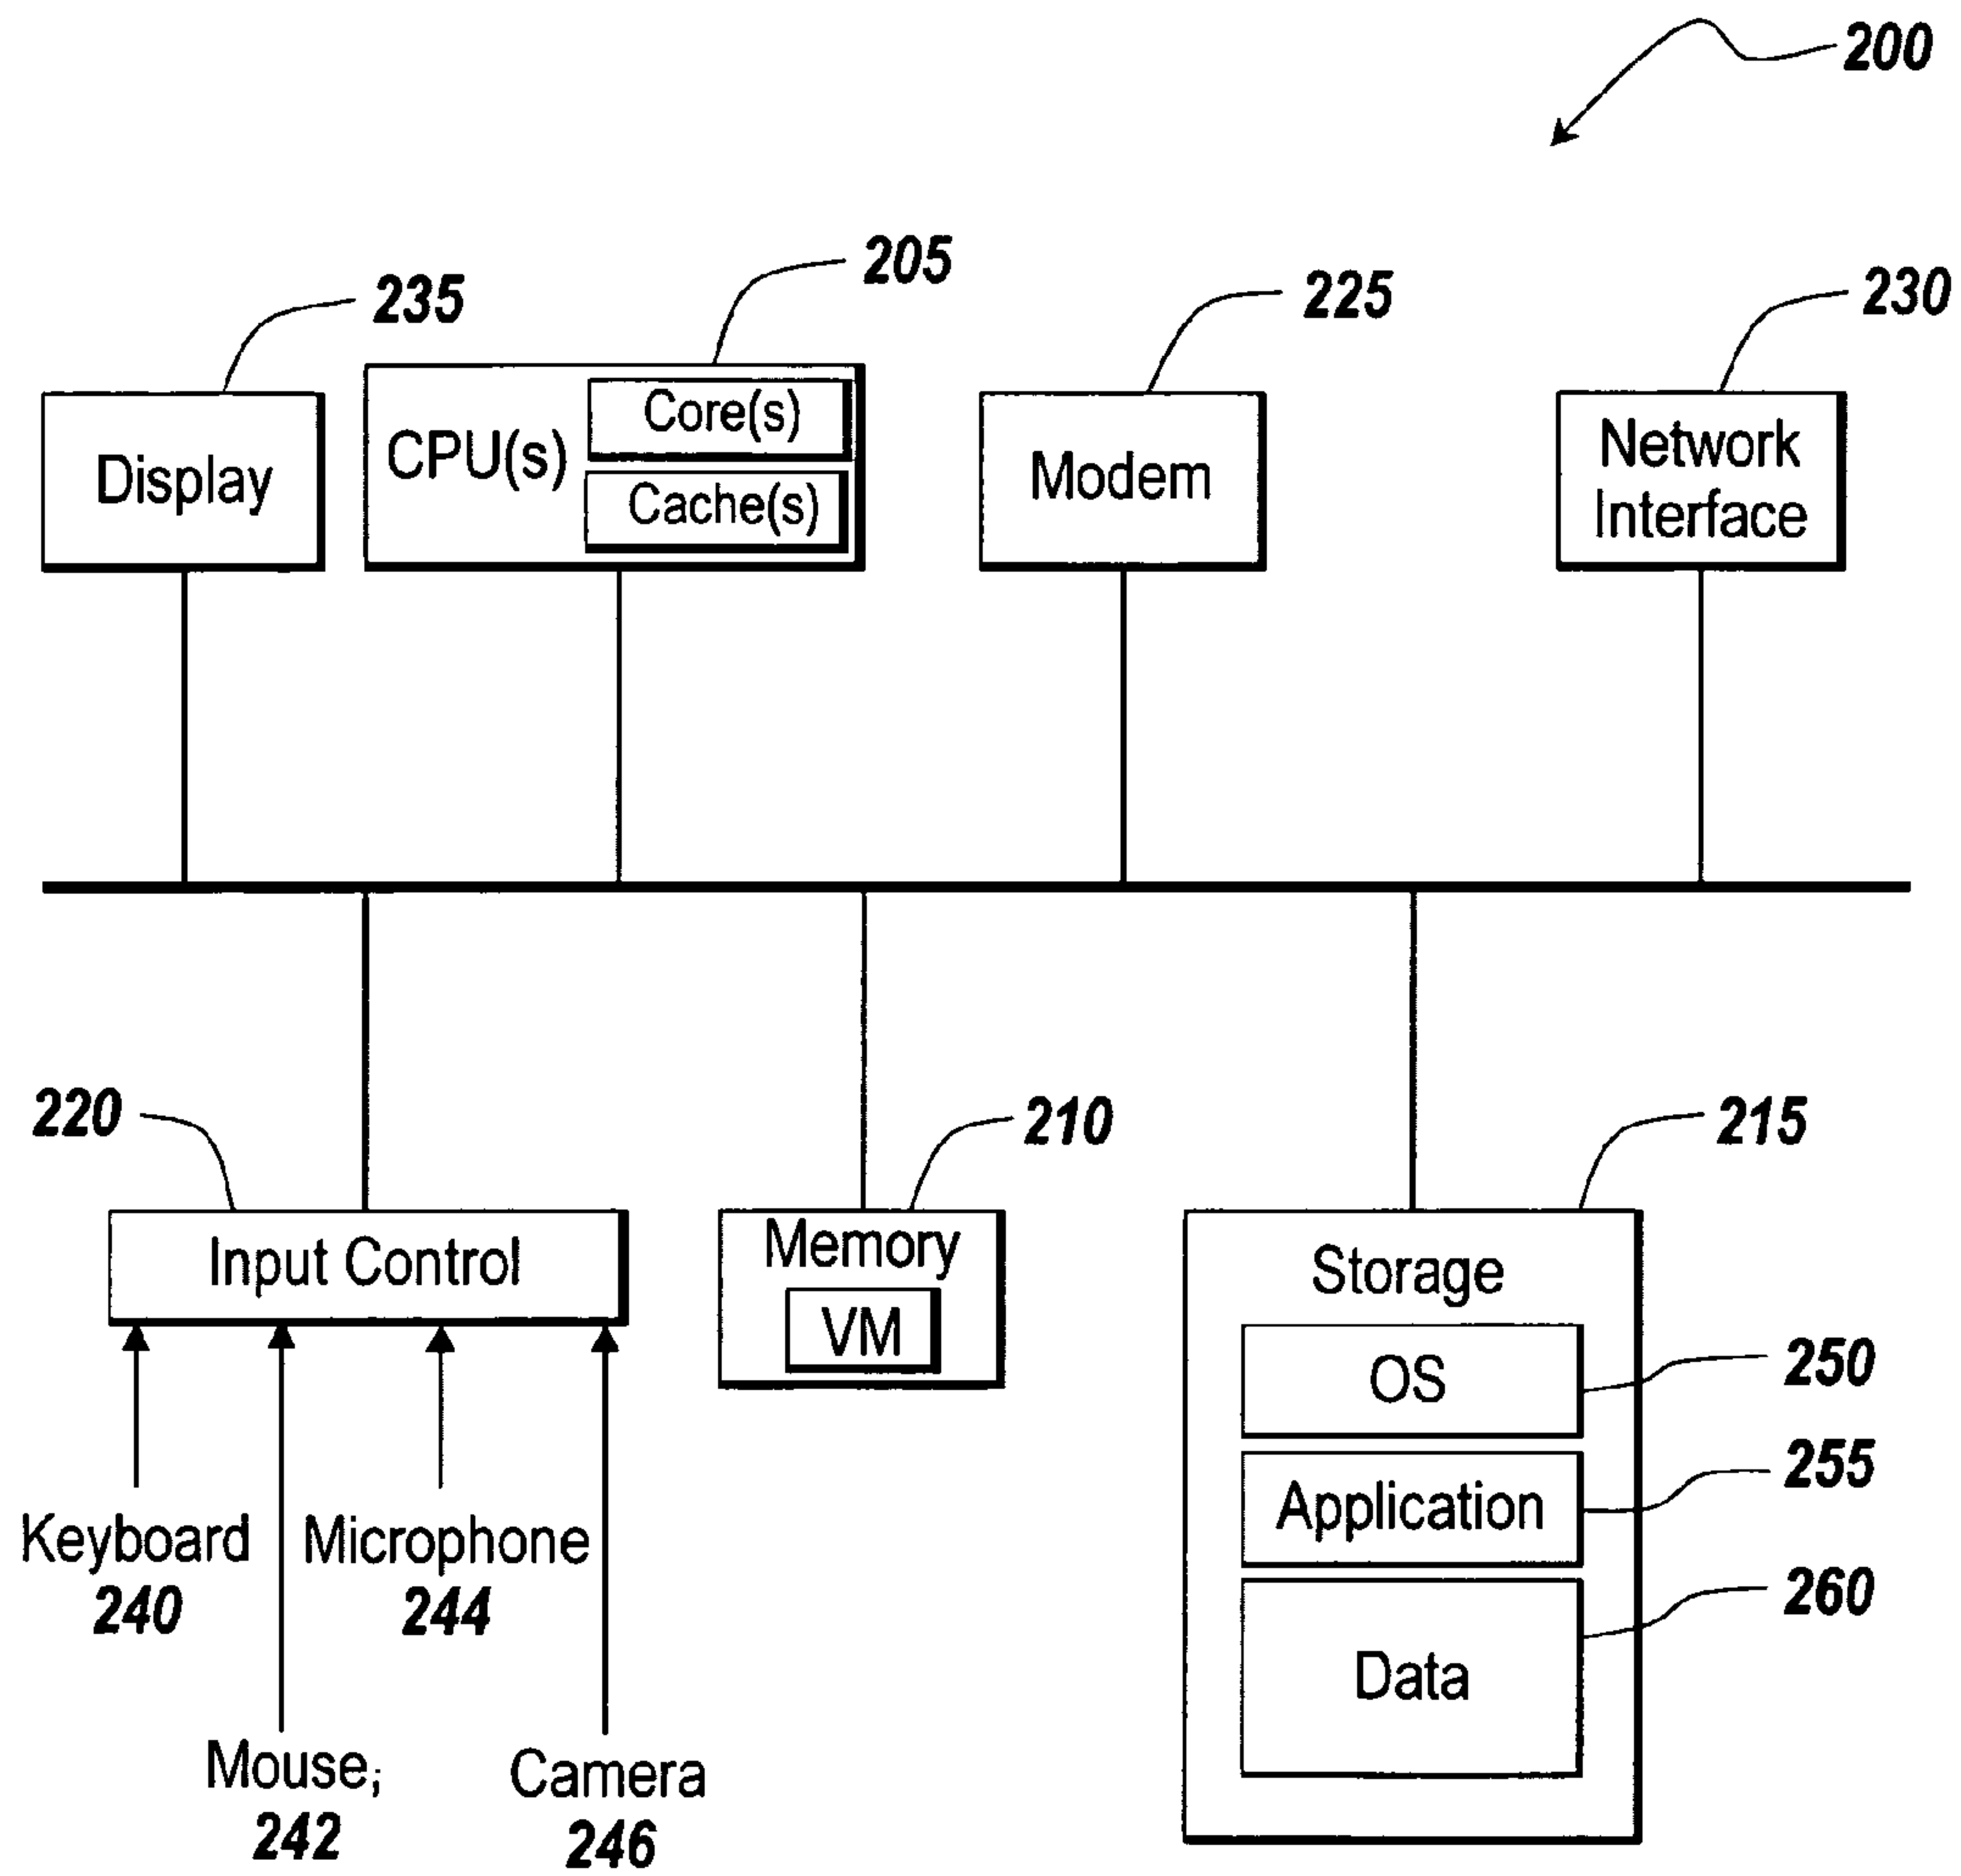 200
235
205
225
230
Display
CPU(s)
Core(s)
Cache(s)
Modem
Network
Interface
220
210
215
Input Control
Memory
VM
Storage
OS
250
Application
255
Data
260
Keyboard
240
Microphone
244
Mouse;
242
Camera
246